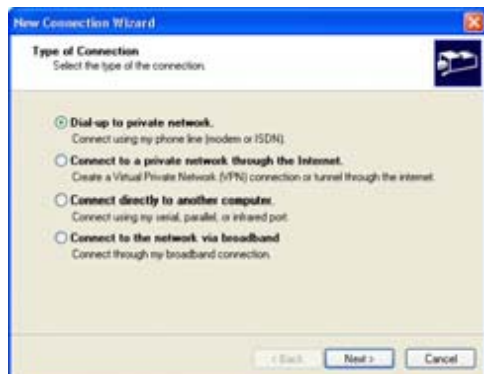 New Connection Wizard
Type of Connection
Select the type of the connection.
Dial-up to private network.
Connect using my phone line (modem or ISDN).
Connect to a private network through the Internet.
Create a Virtual Private Network (VPN) connection or tunnel through the internet.
Connect directly to another computer.
Connect using my serial, parallel, or infrared port.
Connect to the network via broadband
Connect through my broadband connection.
< Back Next > Cancel